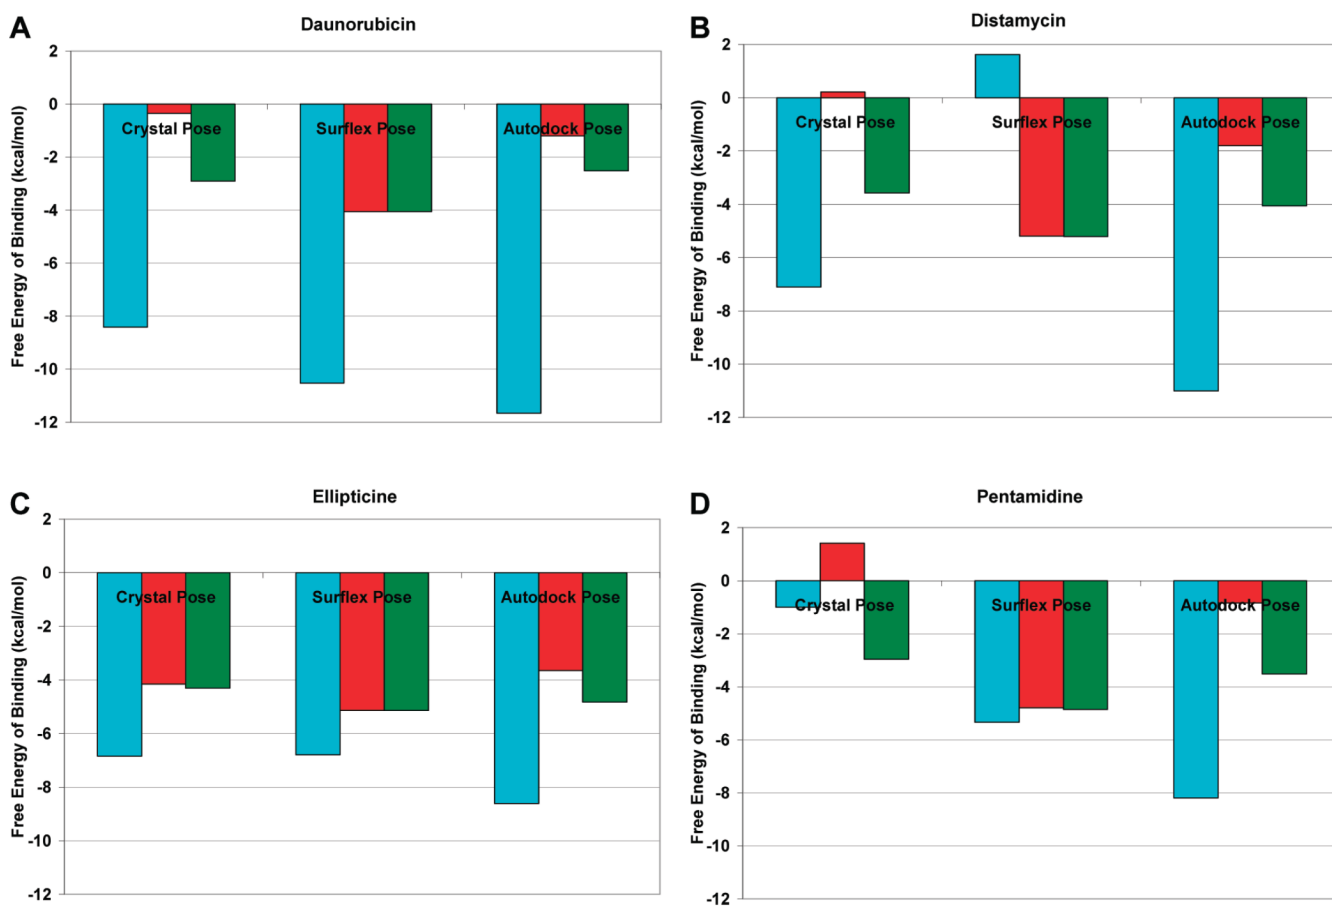 A
Daunorubicin
Free Energy of Binding (kcal/mol)
2
0
-2
-4
-6
-8
-10
-12
Crystal Pose
Surflex Pose
Autodock Pose
B
Distamycin
Free Energy of Binding (kcal/mol)
2
0
-2
-4
-6
-8
-10
-12
Crystal Pose
Surflex Pose
Autodock Pose
C
Ellipticine
Free Energy of Binding (kcal/mol)
2
0
-2
-4
-6
-8
-10
-12
Crystal Pose
Surflex Pose
Autodock Pose
D
Pentamidine
Free Energy of Binding (kcal/mol)
2
0
-2
-4
-6
-8
-10
-12
Crystal Pose
Surflex Pose
Autodock Pose